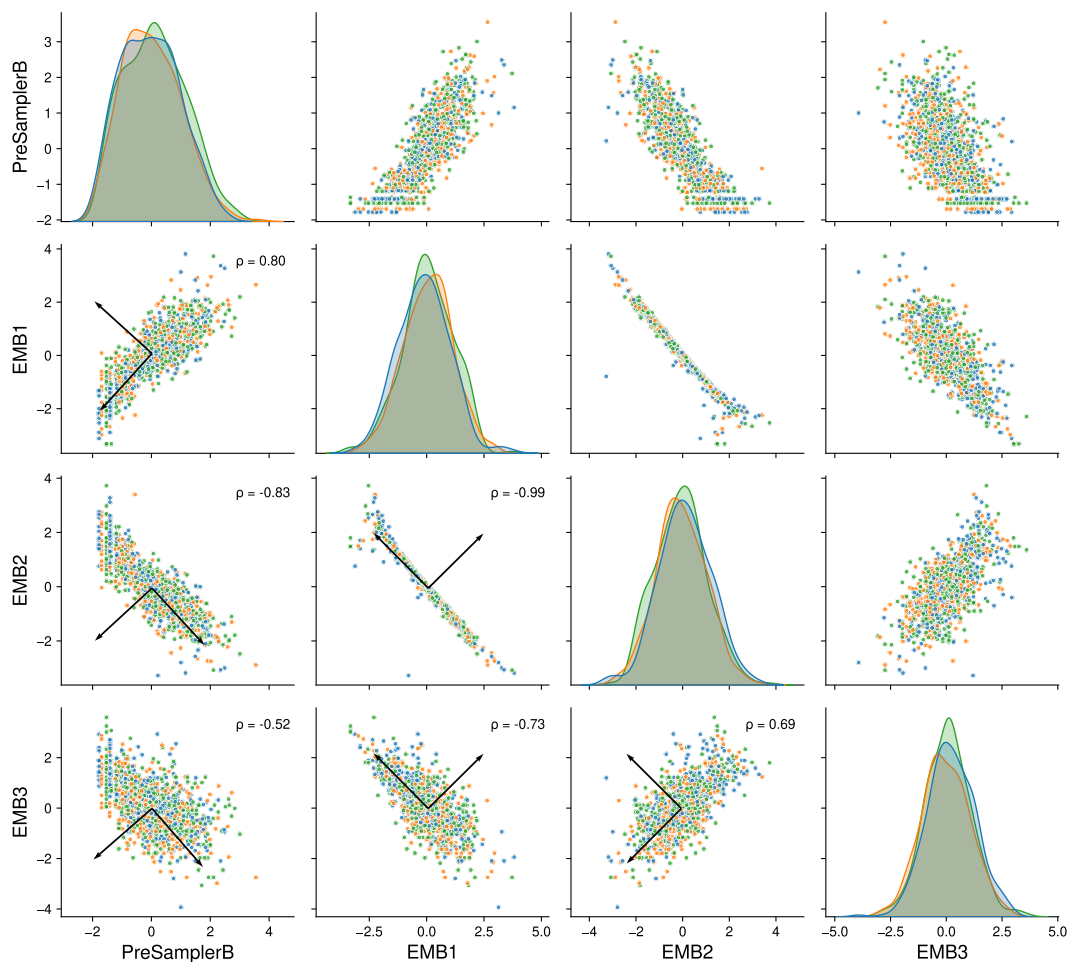 PreSamplerB
3
2
1
0
−1
−2
EMB1
4
2
0
−2
ρ = 0.80
EMB2
4
2
0
−2
ρ = -0.83
ρ = -0.99
EMB3
2
0
−2
−4
ρ = -0.52
ρ = -0.73
ρ = 0.69
−2 0 2 4
−2.5 0.0 2.5 5.0
−4 −2 0 2 4
−5.0 −2.5 0.0 2.5 5.0
PreSamplerB EMB1 EMB2 EMB3